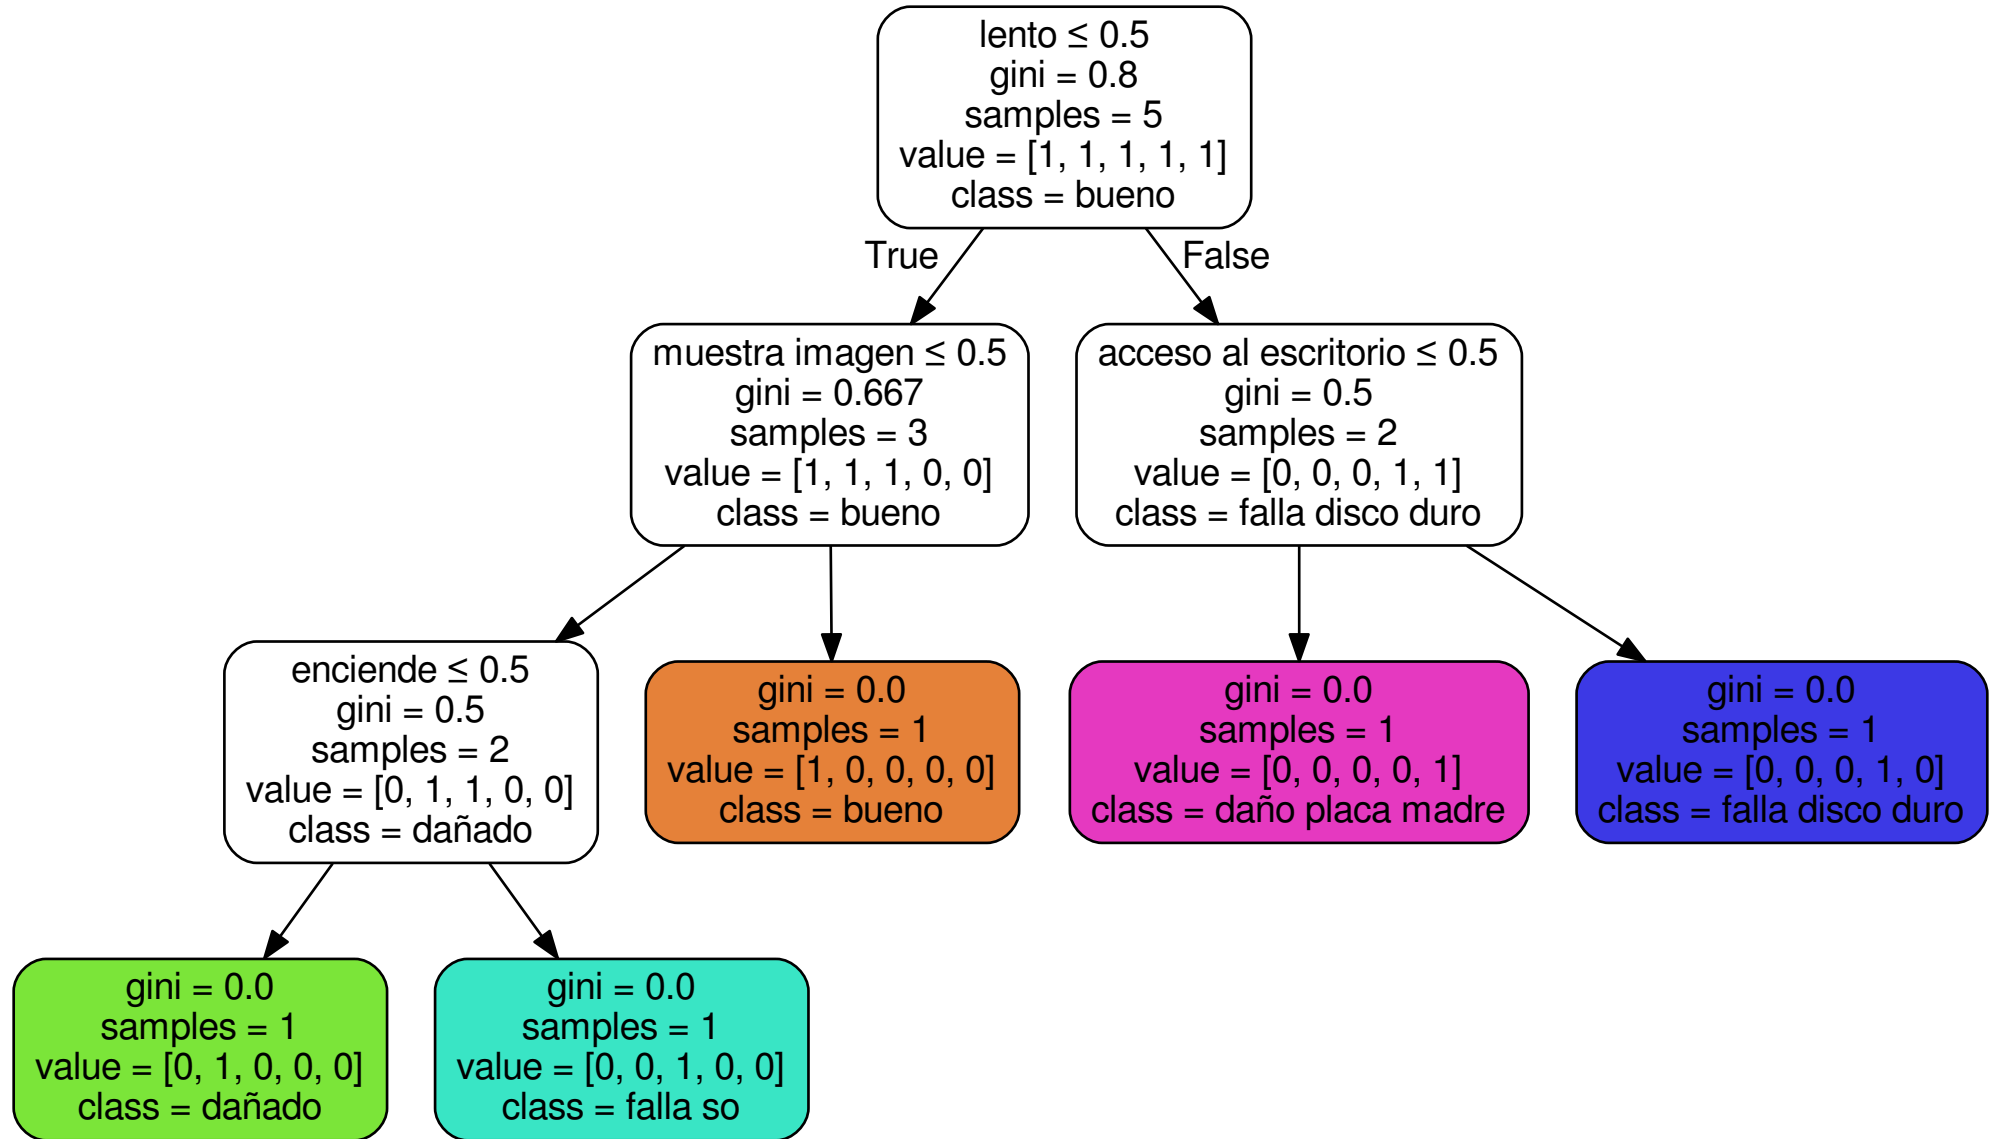 lento ≤ 0.5
gini = 0.8
samples = 5
value = [1, 1, 1, 1, 1]
class = bueno
True
False
muestra imagen ≤ 0.5
gini = 0.667
samples = 3
value = [1, 1, 1, 0, 0]
class = bueno
acceso al escritorio ≤ 0.5
gini = 0.5
samples = 2
value = [0, 0, 0, 1, 1]
class = falla disco duro
enciende ≤ 0.5
gini = 0.5
samples = 2
value = [0, 1, 1, 0, 0]
class = dañado
gini = 0.0
samples = 1
value = [1, 0, 0, 0, 0]
class = bueno
gini = 0.0
samples = 1
value = [0, 0, 0, 0, 1]
class = daño placa madre
gini = 0.0
samples = 1
value = [0, 0, 0, 1, 0]
class = falla disco duro
gini = 0.0
samples = 1
value = [0, 1, 0, 0, 0]
class = dañado
gini = 0.0
samples = 1
value = [0, 0, 1, 0, 0]
class = falla so